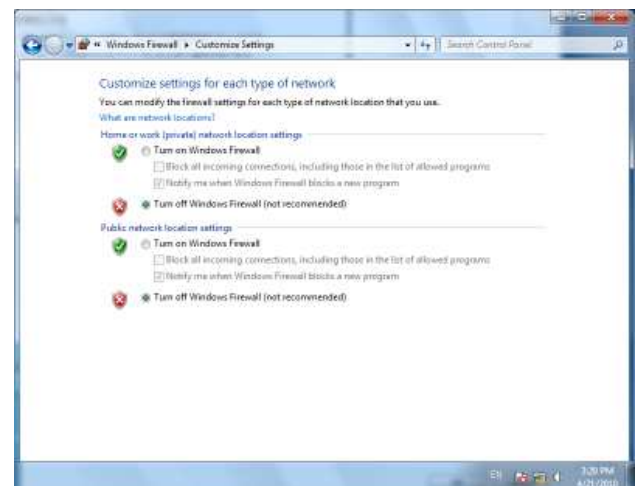 « Windows Firewall ▸ Customize Settings
Search Control Panel
Customize settings for each type of network
You can modify the firewall settings for each type of network location that you use.
What are network locations?
Home or work (private) network location settings
Turn on Windows Firewall
Block all incoming connections, including those in the list of allowed programs
Notify me when Windows Firewall blocks a new program
Turn off Windows Firewall (not recommended)
Public network location settings
Turn on Windows Firewall
Block all incoming connections, including those in the list of allowed programs
Notify me when Windows Firewall blocks a new program
Turn off Windows Firewall (not recommended)
EN
3:20 PM